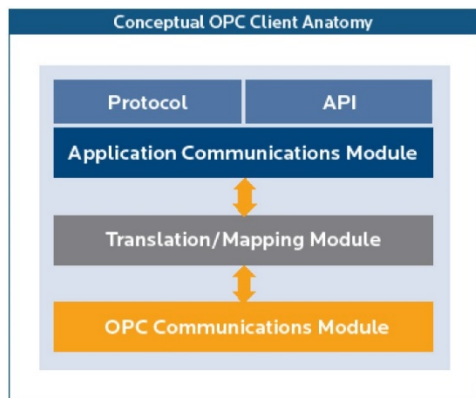 Conceptual OPC Client Anatomy
Protocol
API
Application Communications Module
Translation/Mapping Module
OPC Communications Module